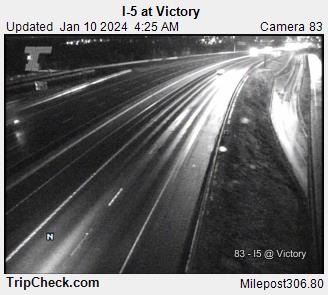 I-5 at Victory
Updated Jan 10 2024 4:25 AM Camera 83
N
83 - I5 @ Victory
TripCheck.com Milepost306.80